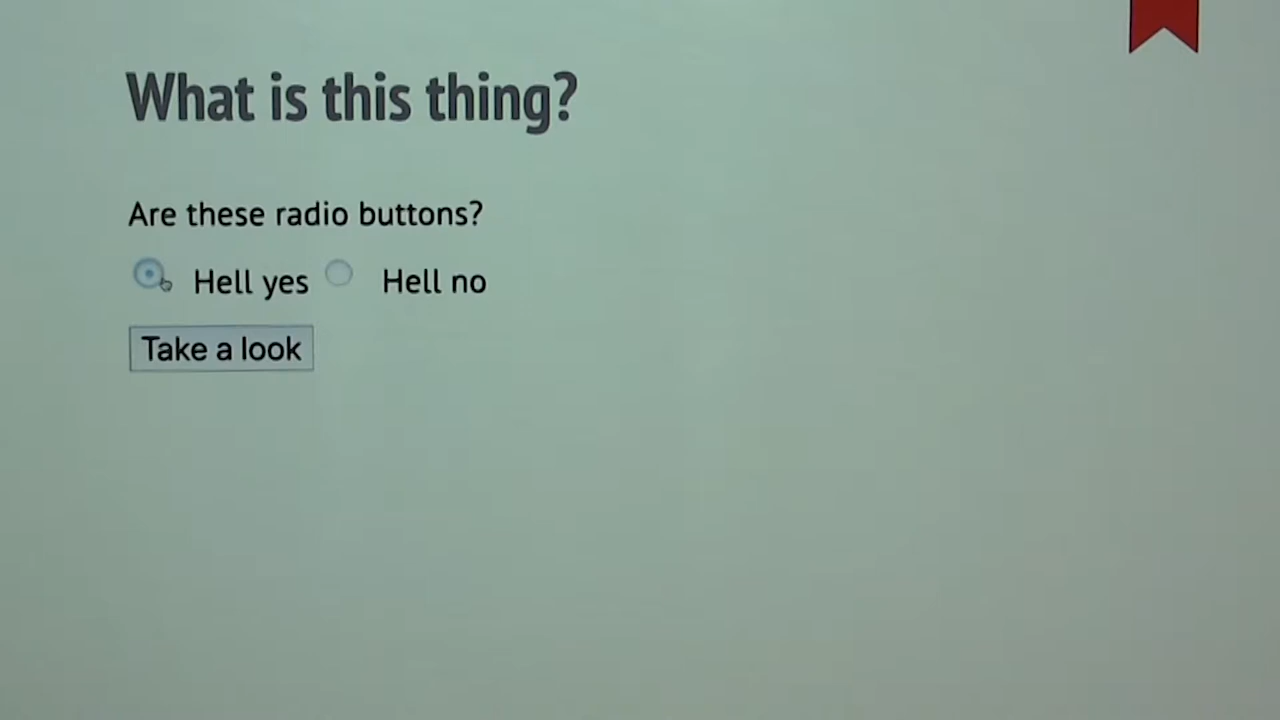 What is this thing?
Are these radio buttons?
Hell yes Hell no
Take a look